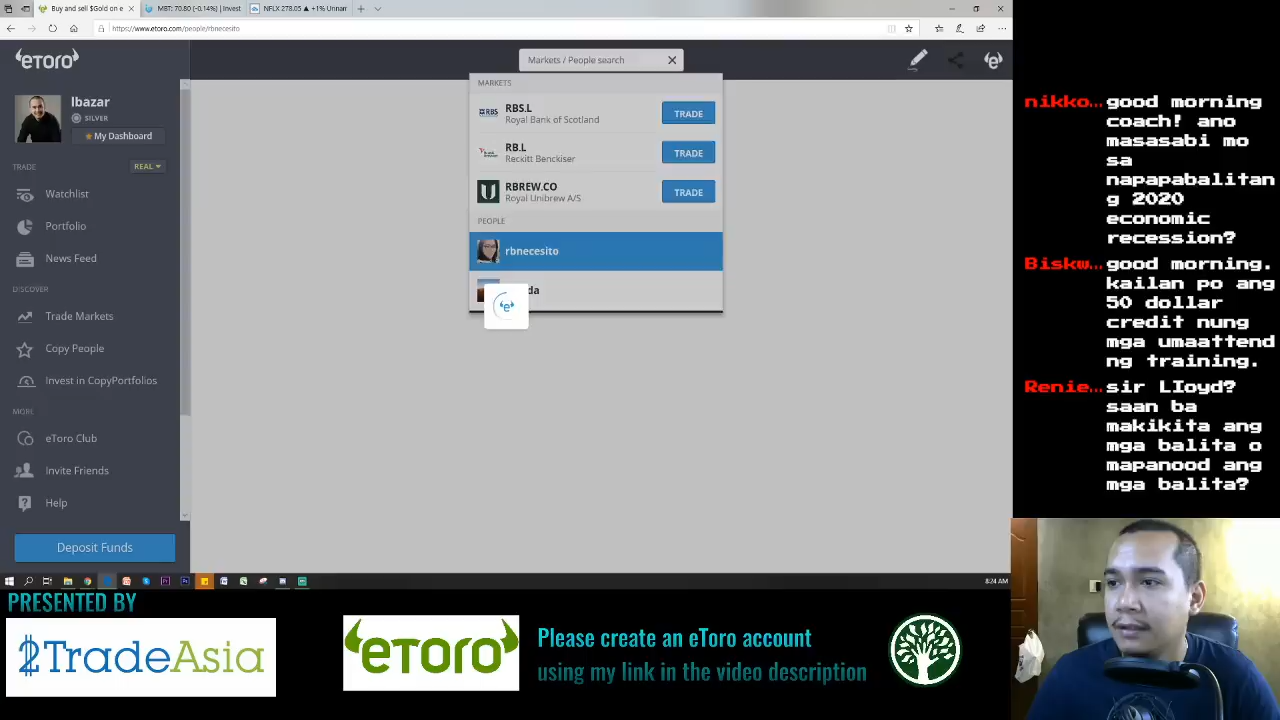 Buy and sell $Gold on e
MBT: 70.80 (-0.14%) | Invest
NFLX 278.05 ▲ +1% Unnam
https://www.etoro.com/people/rbnecesito
eToro
Markets / People search
lbazar
SILVER
My Dashboard
TRADE
REAL
Watchlist
Portfolio
News Feed
DISCOVER
Trade Markets
Copy People
Invest in CopyPortfolios
MORE
eToro Club
Invite Friends
Help
Deposit Funds
MARKETS
RBS.L
Royal Bank of Scotland
TRADE
RB.L
Reckitt Benckiser
TRADE
RBREW.CO
Royal Unibrew A/S
TRADE
PEOPLE
rbnecesito
da
8:24 AM
nikko... good morning
coach! ano
masasabi mo
sa
napapabalitan
g 2020
economic
recession?
Biskw... good morning.
kailan po ang
50 dollar
credit nung
mga umaattend
ng training.
Renie... sir LIoyd?
saan ba
makikita ang
mga balita o
mapanood ang
mga balita?
PRESENTED BY
2TradeAsia
eToro
Please create an eToro account
using my link in the video description